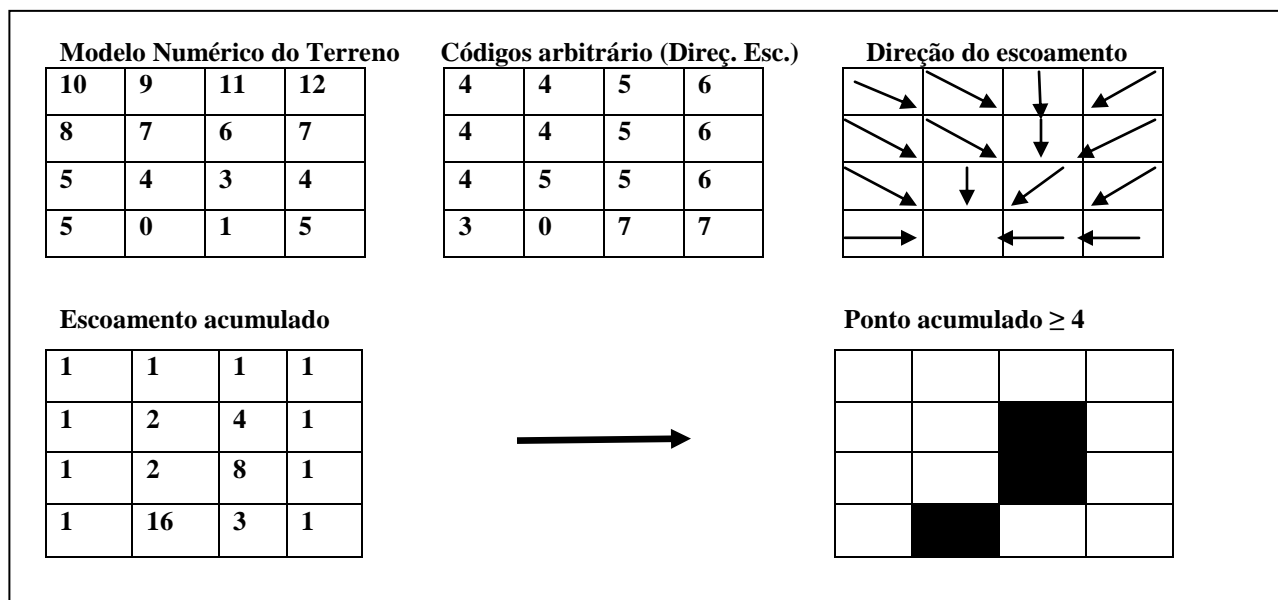 Modelo Numérico do Terreno Códigos arbitrário (Direç. Esc.) Direção do escoamento
10 9 11 12 4 4 5 6
8 7 6 7 4 4 5 6
5 4 3 4 4 5 5 6
5 0 1 5 3 0 7 7
Escoamento acumulado Ponto acumulado ≥ 4
1 1 1 1
1 2 4 1
1 2 8 1
1 16 3 1